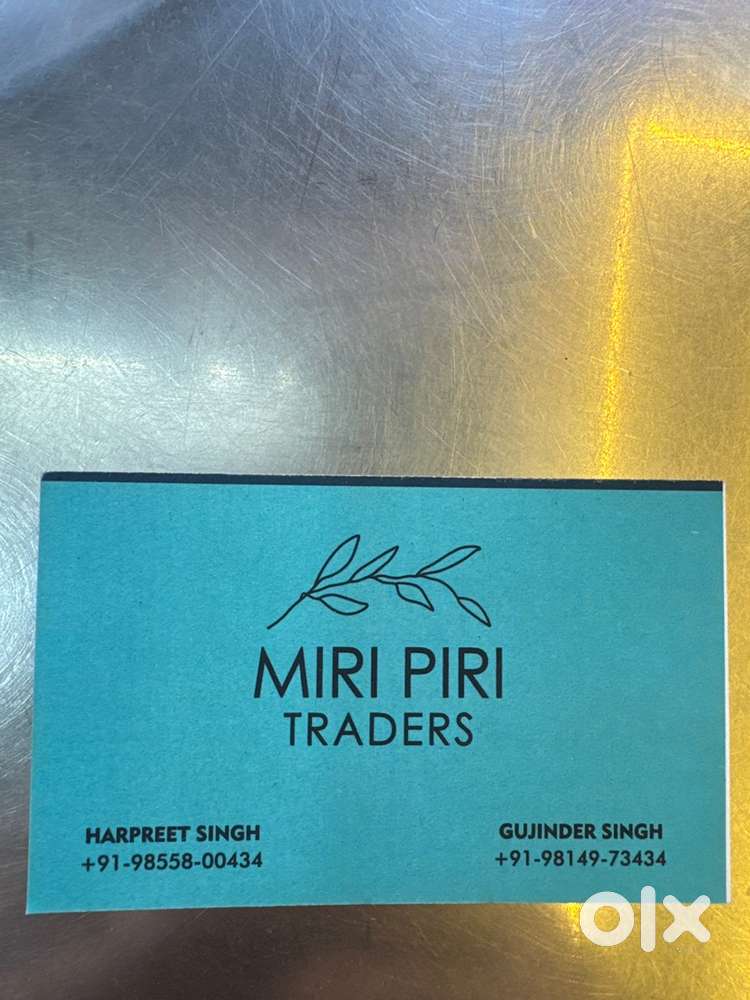 MIRI PIRI
TRADERS
HARPREET SINGH
+91-98558-00434
GUJINDER SINGH
+91-98149-73434
olx